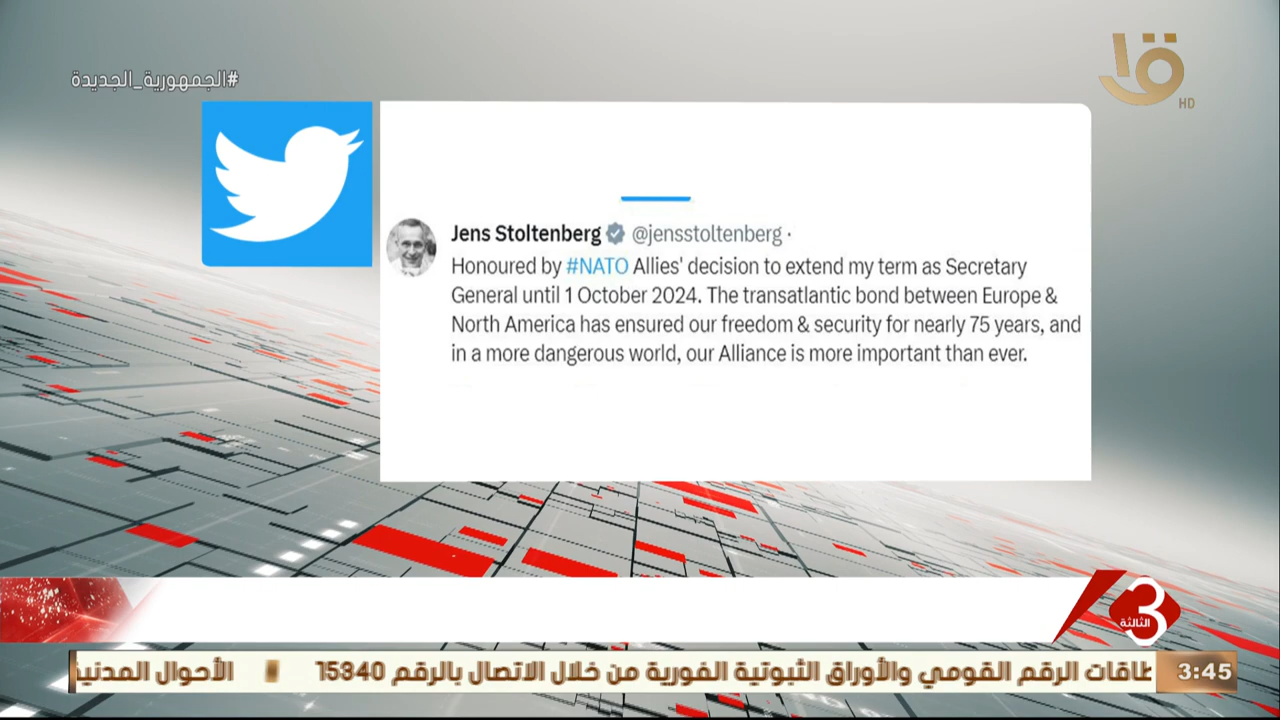 #الجمهورية_الجديدة
HD
Jens Stoltenberg @jensstoltenberg ·
Honoured by #NATO Allies' decision to extend my term as Secretary
General until 1 October 2024. The transatlantic bond between Europe &
North America has ensured our freedom & security for nearly 75 years, and
in a more dangerous world, our Alliance is more important than ever.
3
الثالثة
3:45
طاقات الرقم القومي والأوراق الثبوتية الفورية من خلال الاتصال بالرقم 15340 الأحوال